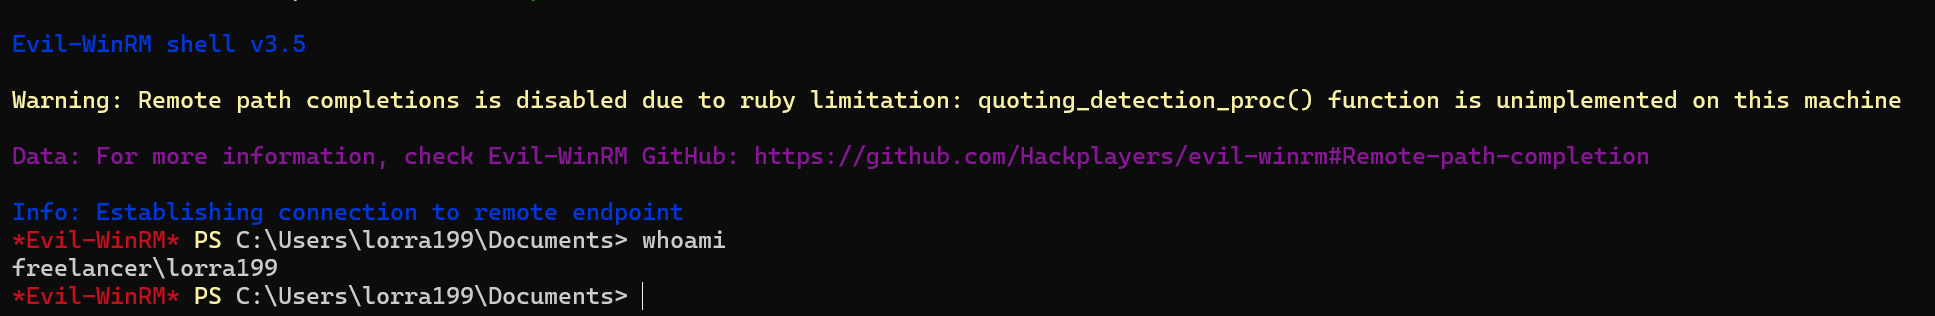 Evil-WinRM shell v3.5
Warning: Remote path completions is disabled due to ruby limitation: quoting_detection_proc() function is unimplemented on this machine
Data: For more information, check Evil-WinRM GitHub: https://github.com/Hackplayers/evil-winrm#Remote-path-completion
Info: Establishing connection to remote endpoint
*Evil-WinRM* PS C:\Users\lorra199\Documents> whoami
freelancer\lorra199
*Evil-WinRM* PS C:\Users\lorra199\Documents>